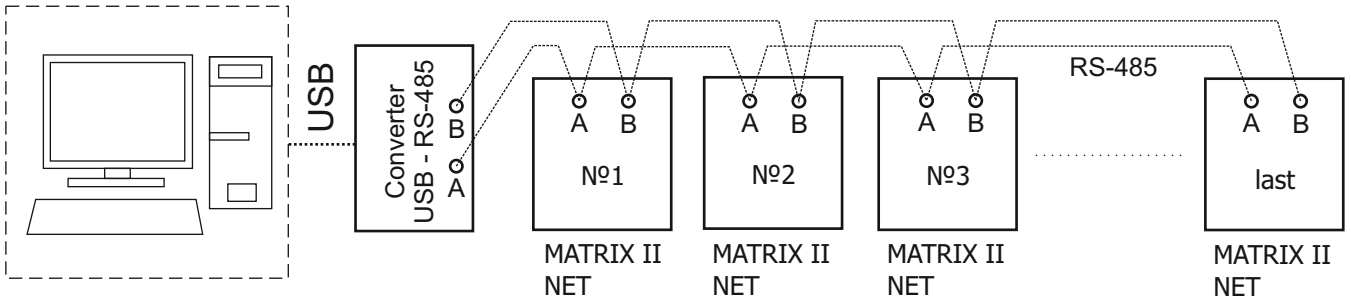 USB
Converter
USB - RS-485
B
A
A B
№1
MATRIX II
NET
A B
№2
MATRIX II
NET
A B
№3
MATRIX II
NET
RS-485
A B
last
MATRIX II
NET